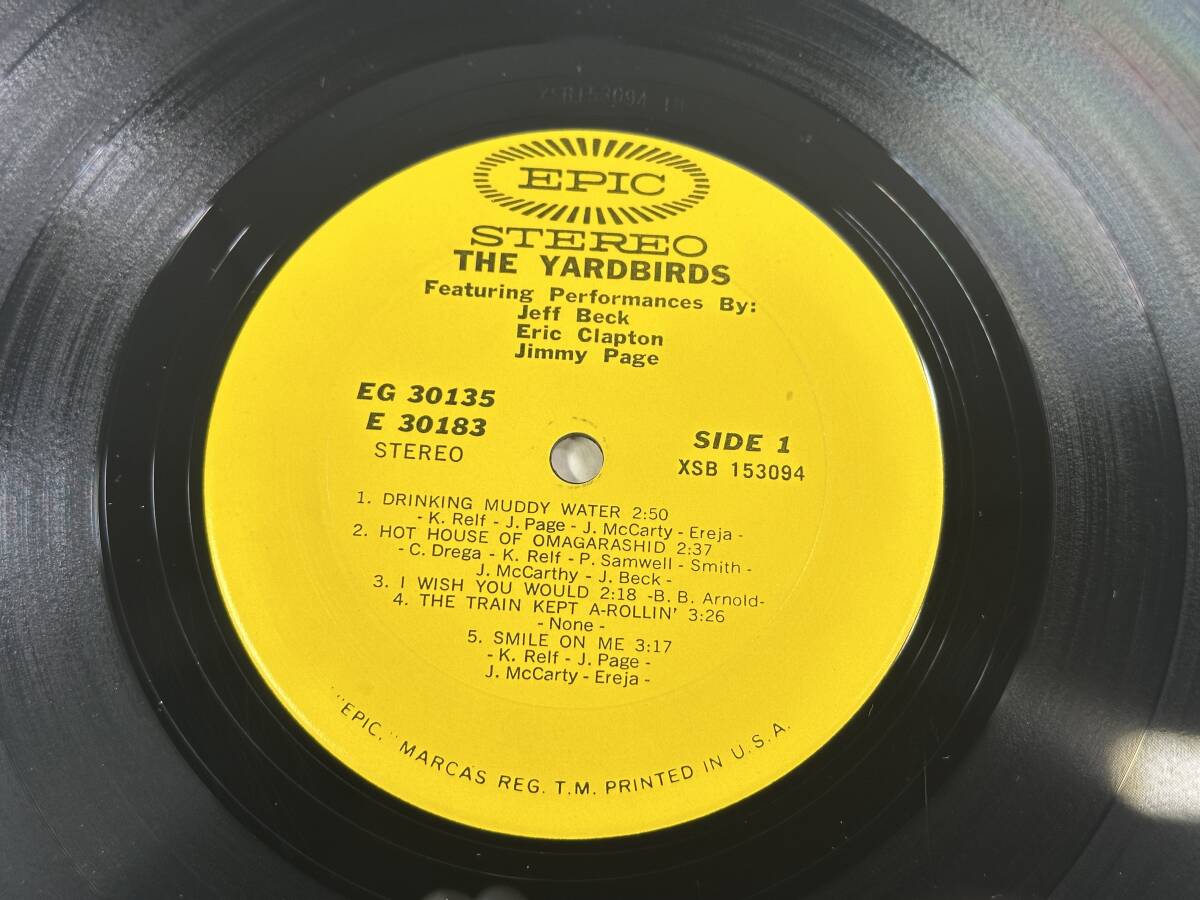 XSB153094 1B
EPIC
STEREO
THE YARDBIRDS
Featuring Performances By:
Jeff Beck
Eric Clapton
Jimmy Page
EG 30135
E 30183
STEREO
SIDE 1
XSB 153094
1. DRINKING MUDDY WATER 2:50
- K. Relf - J. Page - J. McCarty - Ereja -
2. HOT HOUSE OF OMAGARASHID 2:37
- C. Drega - K. Relf - P. Samwell - Smith -
J. McCarthy - J. Beck -
3. I WISH YOU WOULD 2:18 -B. B. Arnold-
4. THE TRAIN KEPT A-ROLLIN' 3:26
- None -
5. SMILE ON ME 3:17
- K. Relf - J. Page -
J. McCarty - Ereja -
"EPIC," MARCAS REG. T.M. PRINTED IN U.S.A.